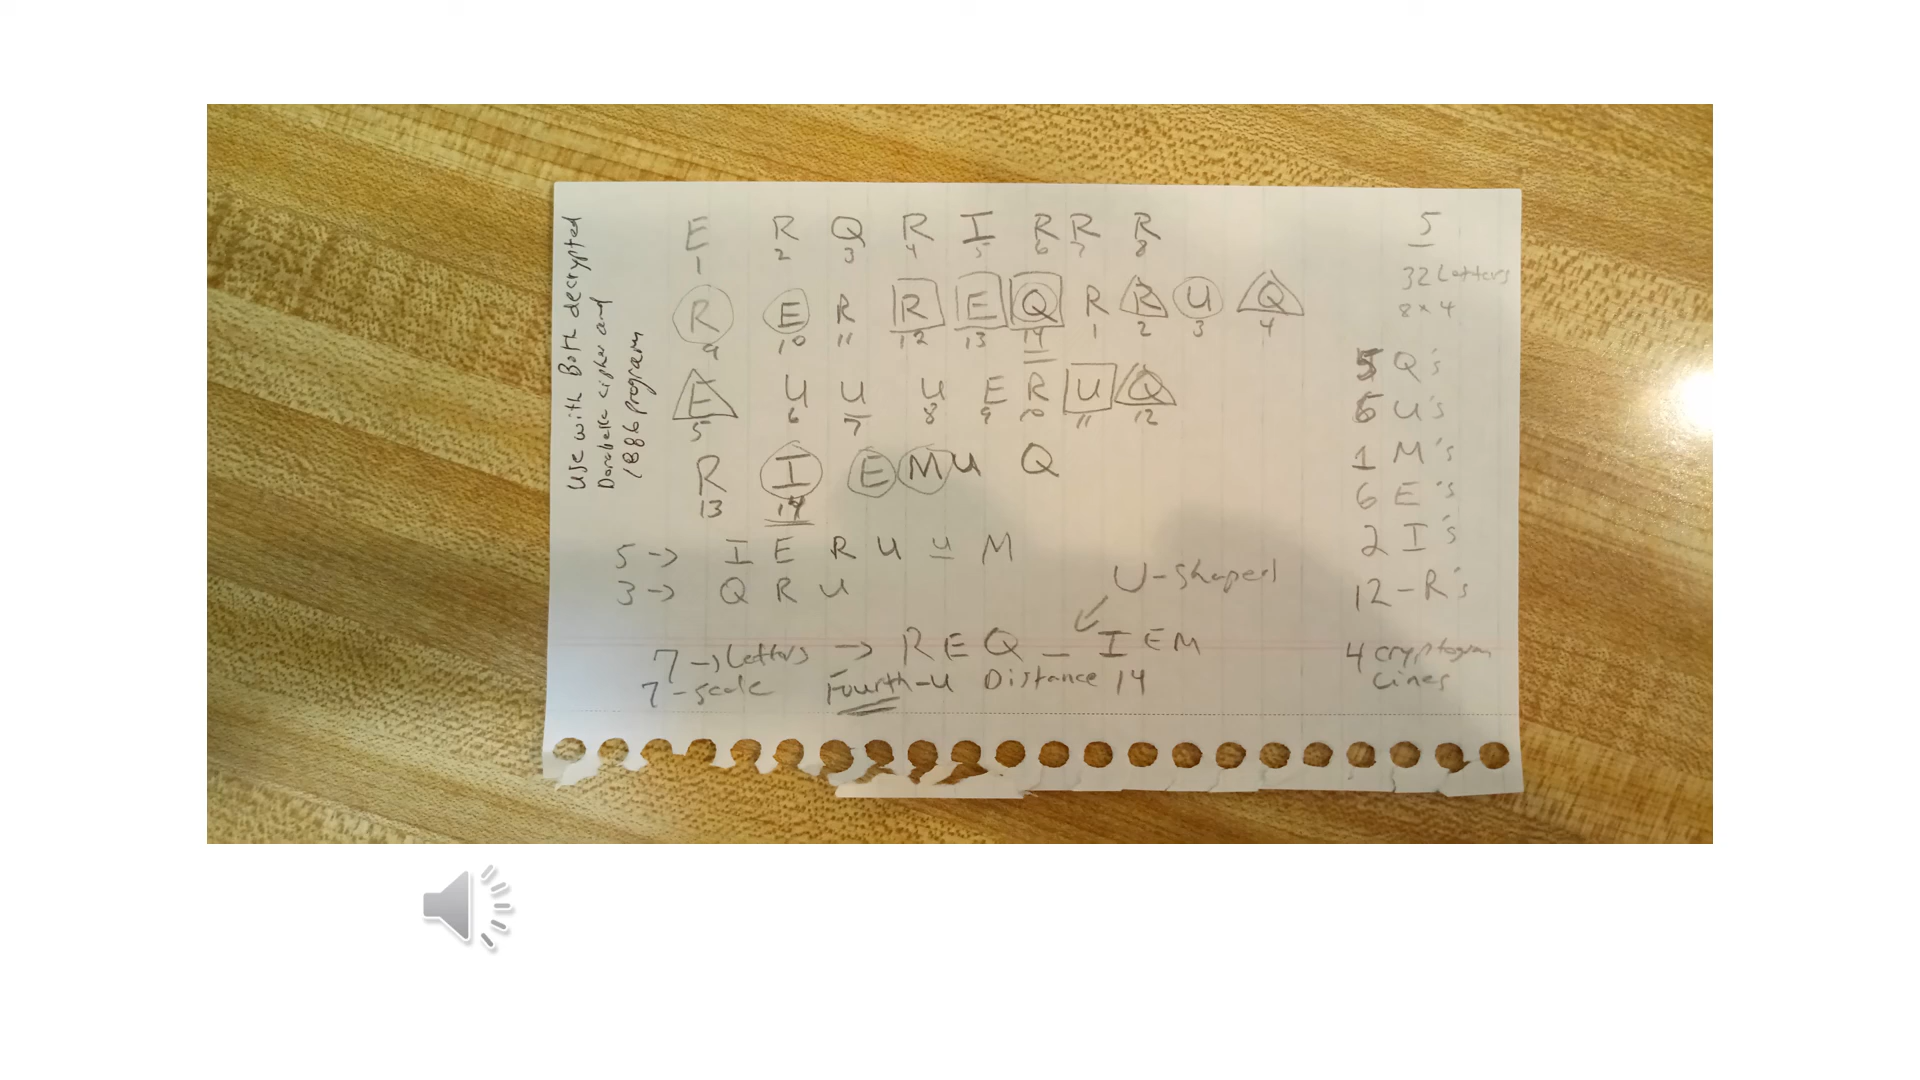 Use with Both decrypted
Dorabella cipher and
1886 program
E R Q R I R R R
1 2 3 4 5 6 7 8
R E R R E Q R R U Q
9 10 11 12 13 14 1 2 3 4
E U U U E R U Q
5 6 7 8 9 10 11 12
R I E M U Q
13 14
5 -> I E R U U M
3 -> Q R U
U-shaped
7 -> Letters -> R E Q _ I E M
7-scale Fourth-U Distance 14
5
32 Letters
8 x 4
5 Q's
6 U's
1 M's
6 E's
2 I's
12-R's
4 cryptogram
Lines